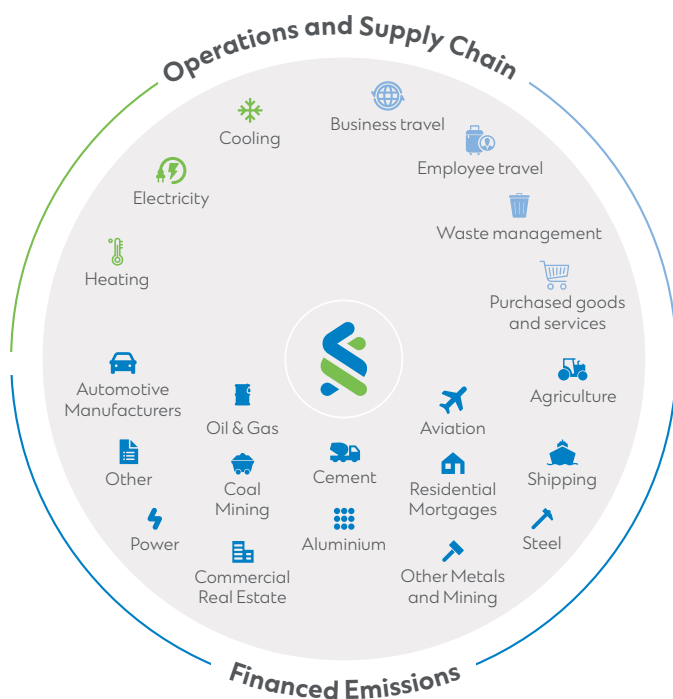 Operations and Supply Chain
Cooling
Business travel
Employee travel
Electricity
Waste management
Heating
Purchased goods
and services
Automotive
Manufacturers
Oil & Gas
Aviation
Agriculture
Other
Coal
Mining
Cement
Residential
Mortgages
Shipping
Power
Commercial
Real Estate
Aluminium
Other Metals
and Mining
Steel
Financed Emissions